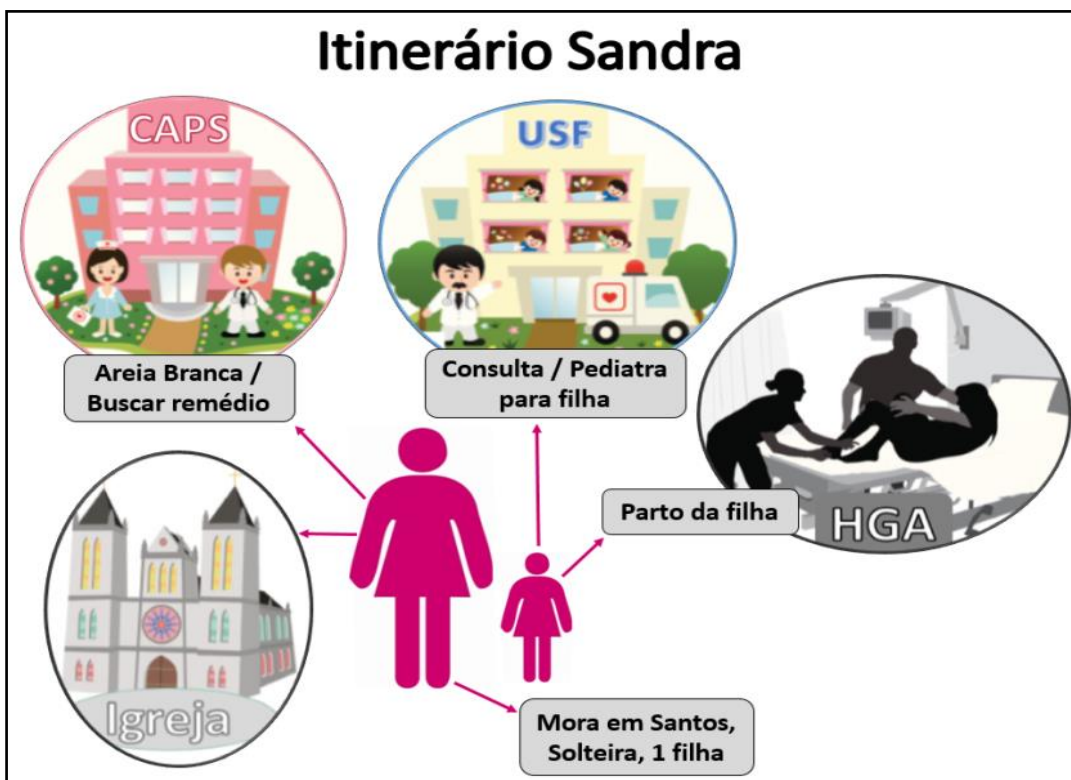 Itinerário Sandra
CAPS
USF
Areia Branca /
Buscar remédio
Consulta / Pediatra
para filha
Parto da filha
HGA
Igreja
Mora em Santos,
Solteira, 1 filha